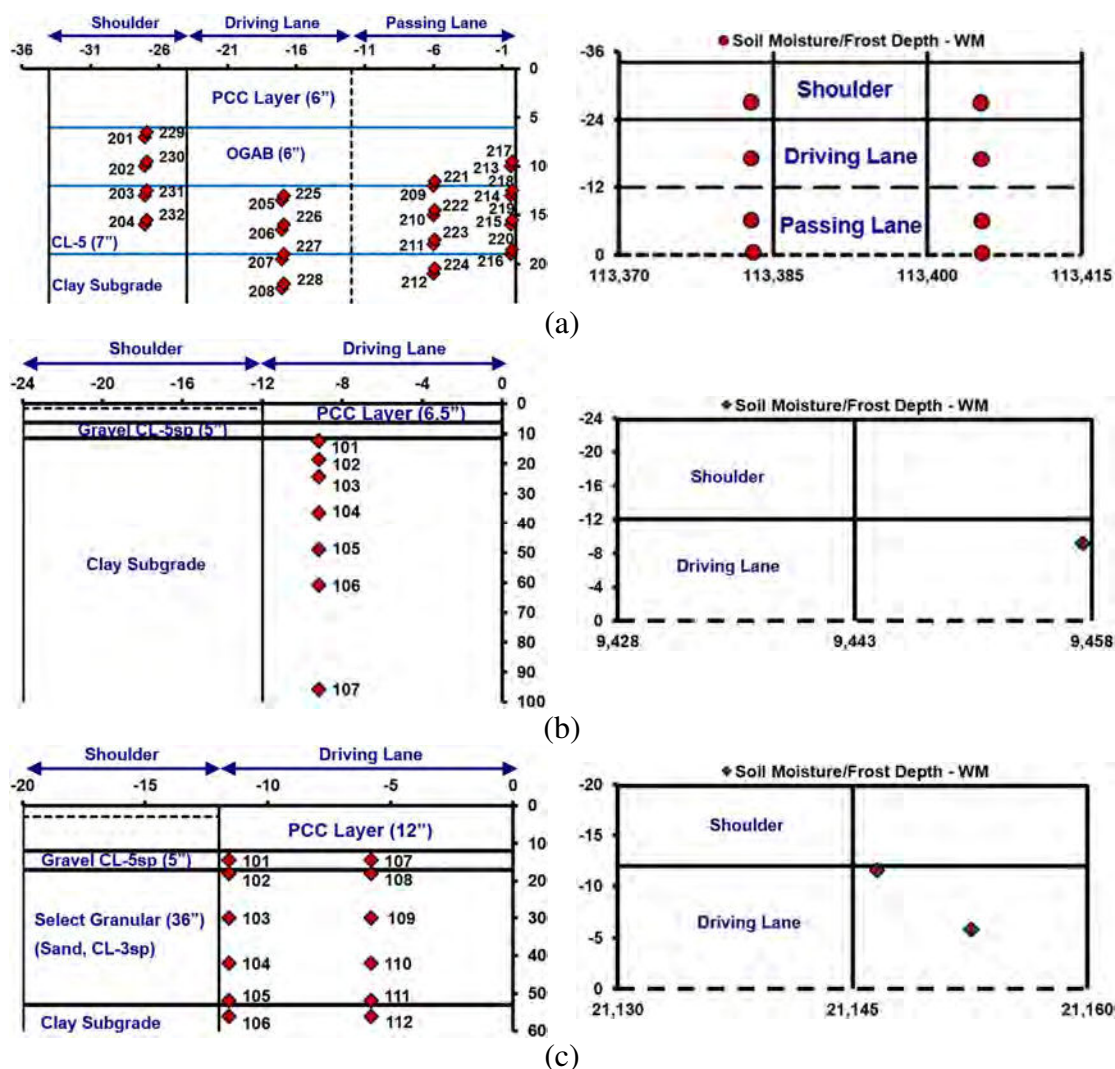 Shoulder Driving Lane Passing Lane
-36 -31 -26 -21 -16 -11 -6 -1
0
PCC Layer (6”)
5
201 229
OGAB (6”)
202 230
217
10
213
203 231
225
205
221
209
218
214
204 232
226
206
222
210
219
215
15
CL-5 (7”)
227
207
223
211
220
216
Clay Subgrade
228
208
224
212
20
Soil Moisture/Frost Depth - WM
-36
Shoulder
-24
Driving Lane
-12
Passing Lane
0
113,370 113,385 113,400 113,415
(a)
Shoulder Driving Lane
-24 -20 -16 -12 -8 -4 0
0
PCC Layer (6.5”)
Gravel CL-5sp (5”)
10
101
20
102
103
30
104
40
105
50
Clay Subgrade
106
60
70
80
90
107
100
Soil Moisture/Frost Depth - WM
-24
-20
Shoulder
-16
-12
-8
Driving Lane
-4
0
9,428 9,443 9,458
(b)
Shoulder Driving Lane
-20 -15 -10 -5 0
0
PCC Layer (12”)
10
Gravel CL-5sp (5”) 101 107
102 108
20
Select Granular (36”) 103 109
30
(Sand, CL-3sp)
104 110
40
105 111
50
Clay Subgrade 106 112
60
Soil Moisture/Frost Depth - WM
-20
Shoulder
-15
-10
Driving Lane
-5
0
21,130 21,145 21,160
(c)